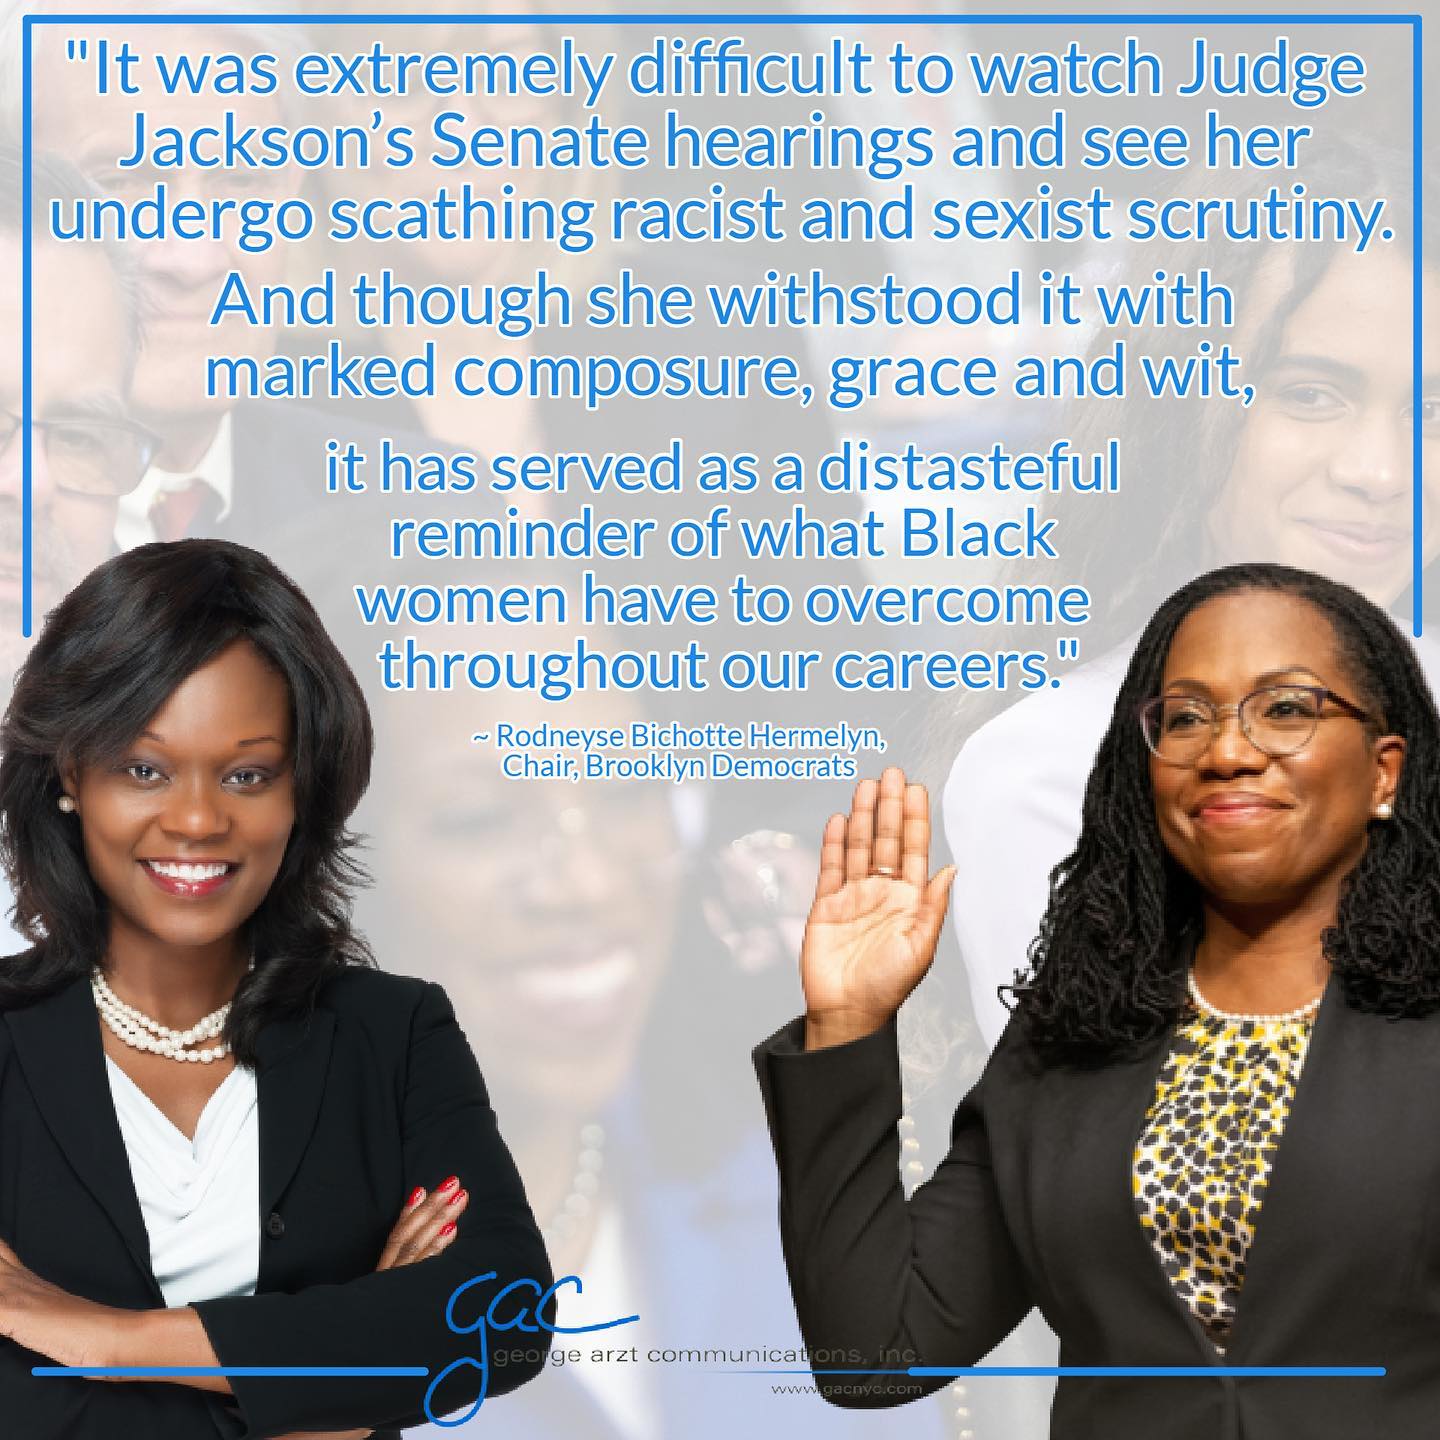 "It was extremely difficult to watch Judge
Jackson’s Senate hearings and see her
undergo scathing racist and sexist scrutiny.
And though she withstood it with
marked composure, grace and wit,
it has served as a distasteful
reminder of what Black
women have to overcome
throughout our careers."
~ Rodneyse Bichotte Hermelyn,
Chair, Brooklyn Democrats
gac
george arzt communications, inc.
www.gacnyc.com